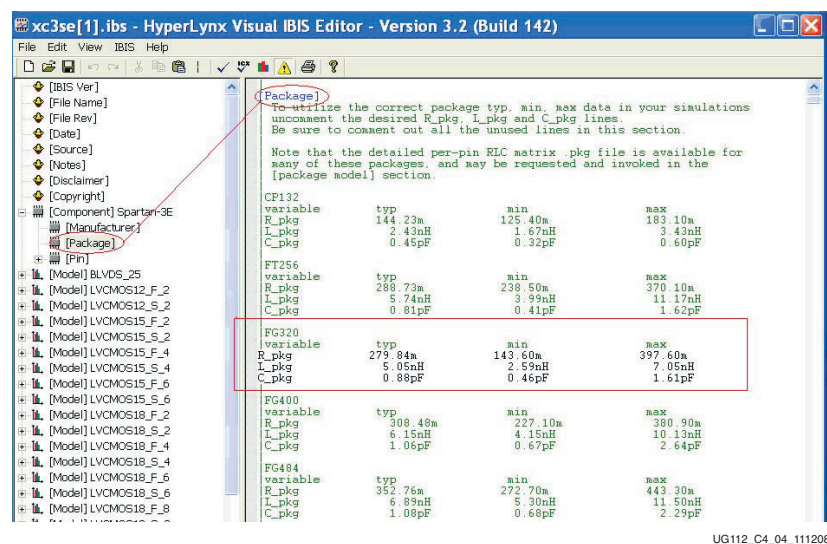 xc3se[1].ibs - HyperLynx Visual IBIS Editor - Version 3.2 (Build 142)
File Edit View IBIS Help
[IBIS Ver]
[File Name]
[File Rev]
[Date]
[Source]
[Notes]
[Disclaimer]
[Copyright]
[Component] Spartan-3E
[Manufacturer]
[Package]
[Pin]
[Model] BLVDS_25
[Model] LVCMOS12_F_2
[Model] LVCMOS12_S_2
[Model] LVCMOS15_F_2
[Model] LVCMOS15_S_2
[Model] LVCMOS15_F_4
[Model] LVCMOS15_S_4
[Model] LVCMOS15_F_6
[Model] LVCMOS15_S_6
[Model] LVCMOS18_F_2
[Model] LVCMOS18_S_2
[Model] LVCMOS18_F_4
[Model] LVCMOS18_S_4
[Model] LVCMOS18_F_6
[Model] LVCMOS18_S_6
[Model] LVCMOS18_F_8
[Package]
| To utilize the correct package typ, min, max data in your simulations
| uncomment the desired R_pkg, L_pkg and C_pkg lines.
| Be sure to comment out all the unused lines in this section.
|
| Note that the detailed per-pin RLC matrix .pkg file is available for
| many of these packages, and may be requested and invoked in the
| [package model] section.
|
|CP132
|variable typ min max
|R_pkg 144.23m 125.40m 183.10m
|L_pkg 2.43nH 1.67nH 3.43nH
|C_pkg 0.45pF 0.32pF 0.60pF
|
|FT256
|variable typ min max
|R_pkg 288.73m 238.50m 370.10m
|L_pkg 5.74nH 3.99nH 11.17nH
|C_pkg 0.81pF 0.41pF 1.62pF
|
|FG320
|variable typ min max
R_pkg 279.84m 143.60m 397.60m
L_pkg 5.05nH 2.59nH 7.05nH
C_pkg 0.88pF 0.46pF 1.61pF
|
|FG400
|variable typ min max
|R_pkg 308.48m 227.10m 380.90m
|L_pkg 6.15nH 4.15nH 10.13nH
|C_pkg 1.06pF 0.67pF 2.64pF
|
|FG484
|variable typ min max
|R_pkg 352.76m 272.70m 443.30m
|L_pkg 6.89nH 5.30nH 11.50nH
|C_pkg 1.08pF 0.68pF 2.29pF
UG112_C4_04_111208